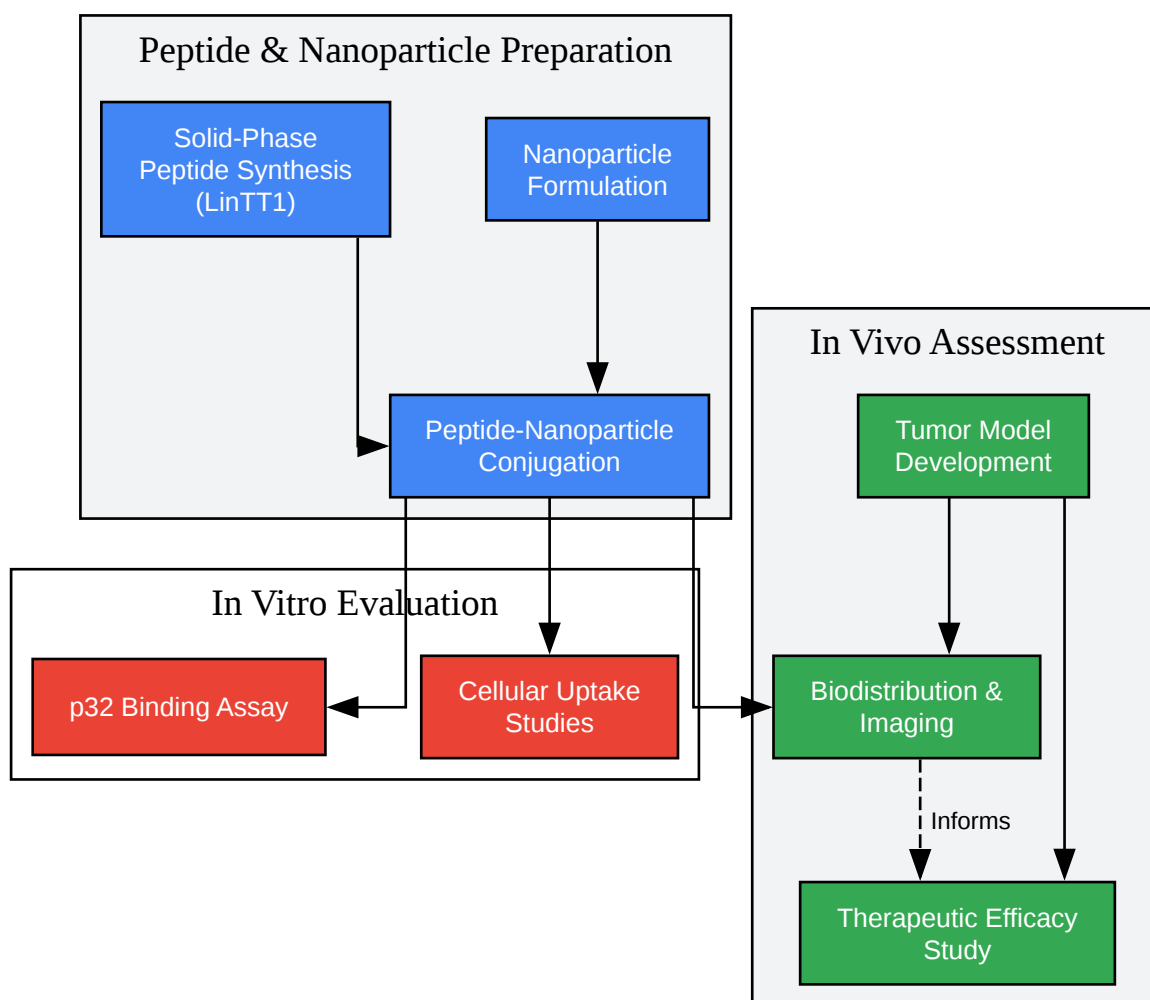 Peptide & Nanoparticle Preparation
Solid-Phase
Peptide Synthesis
(LinTT1)
Nanoparticle
Formulation
Peptide-Nanoparticle
Conjugation
In Vitro Evaluation
p32 Binding Assay
Cellular Uptake
Studies
In Vivo Assessment
Tumor Model
Development
Biodistribution &
Imaging
Informs
Therapeutic Efficacy
Study